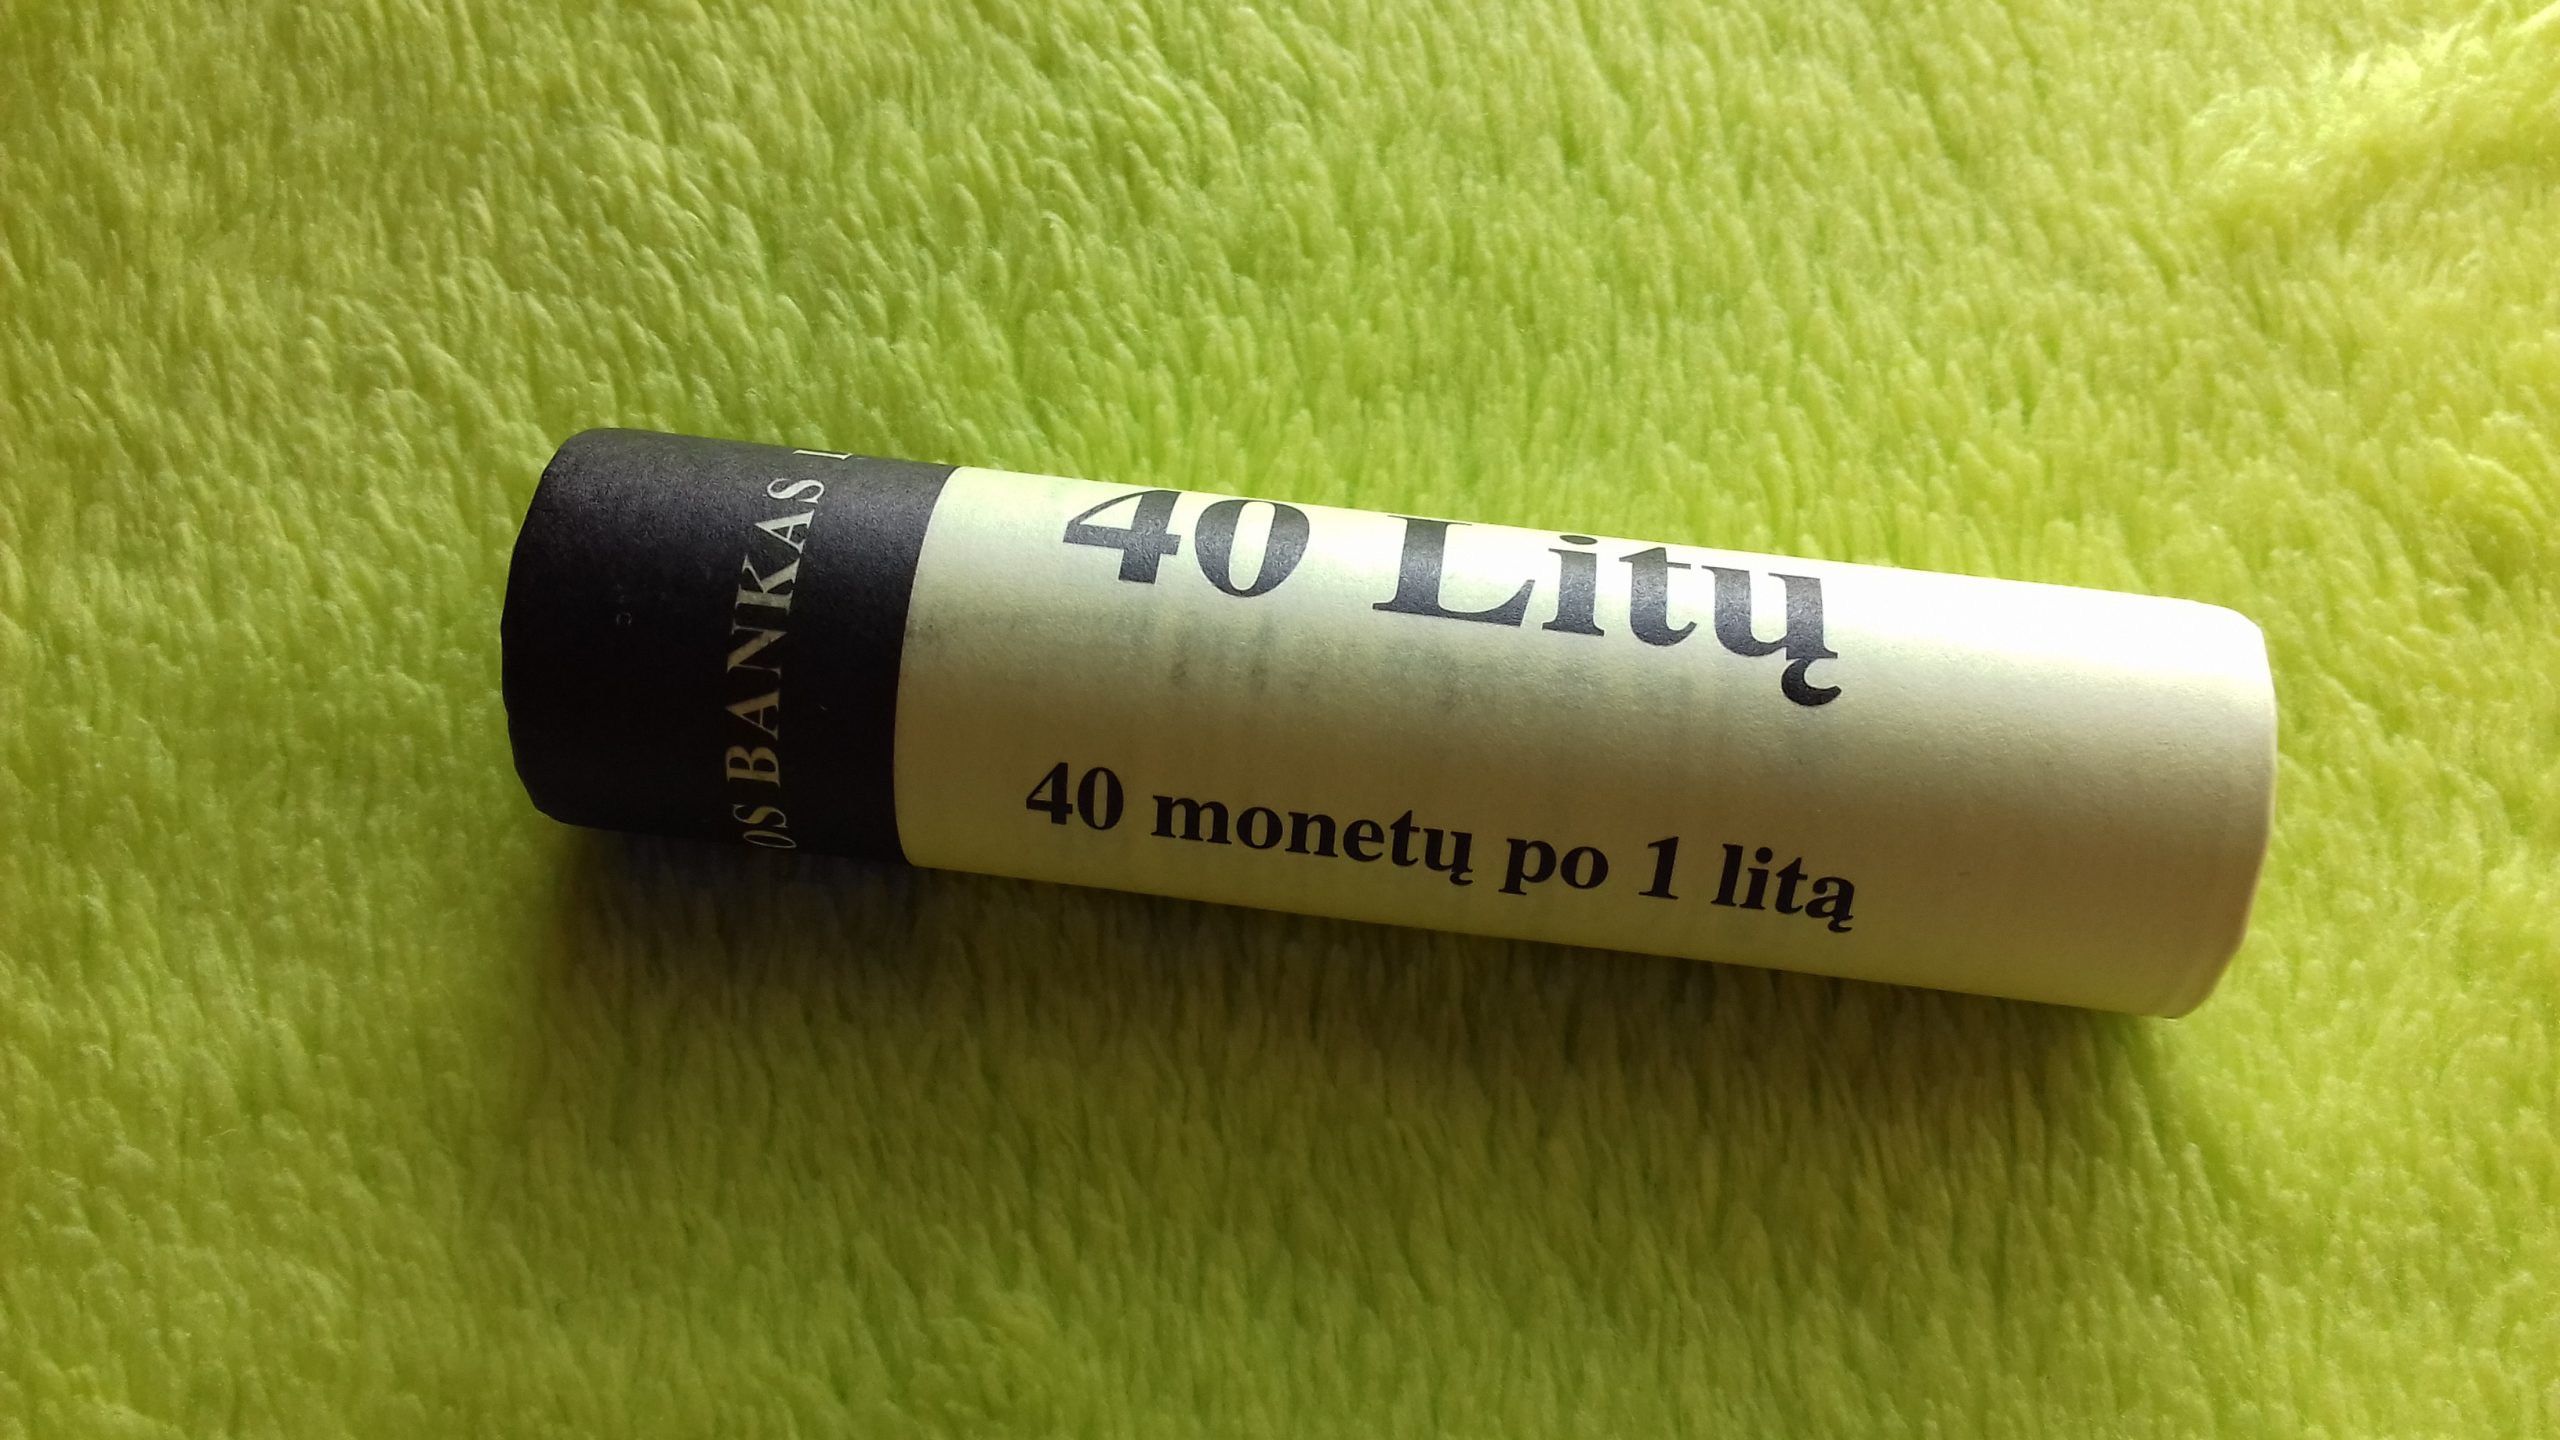 OS BANKAS
40 Litų
40 monetų po 1 litą